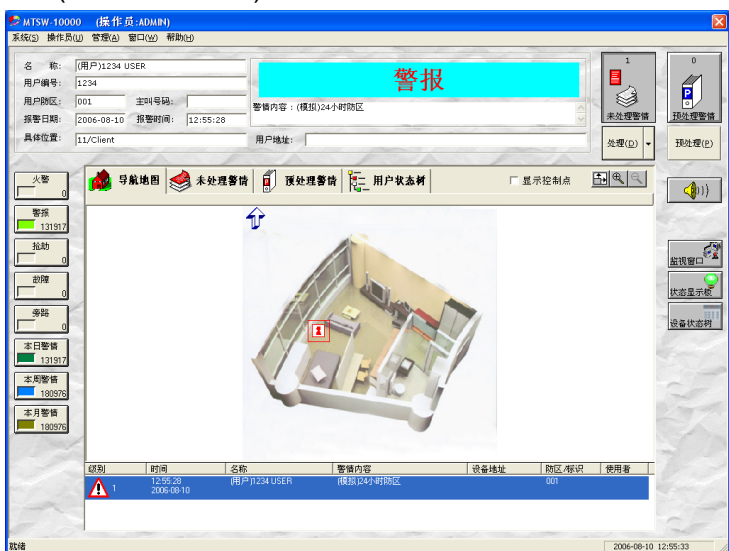 MTSW-10000 (操作员:ADMIN)
系统(S) 操作员(U) 管理(A) 窗口(W) 帮助(H)
名 称: (用户)1234 USER
用户编号: 1234
用户防区: 001 主叫号码:
报警日期: 2006-08-10 报警时间: 12:55:28
具体位置: 11/Client 用户地址:
警报
警情内容：(模拟)24小时防区
1
未处理警情
处理(D)
0
预处理警情
预处理(P)
火警
0
警报
131917
抢劫
0
故障
0
旁路
0
本日警情
131917
本周警情
180976
本月警情
180976
导航地图 未处理警情 预处理警情 用户状态树
显示控制点
监视窗口
状态显示板
设备状态树
级别 时间 名称 警情内容 设备地址 防区/标识 使用者
1 12:55:28 2006-08-10 (用户)1234 USER (模拟)24小时防区 001
就绪 2006-08-10 12:55:33